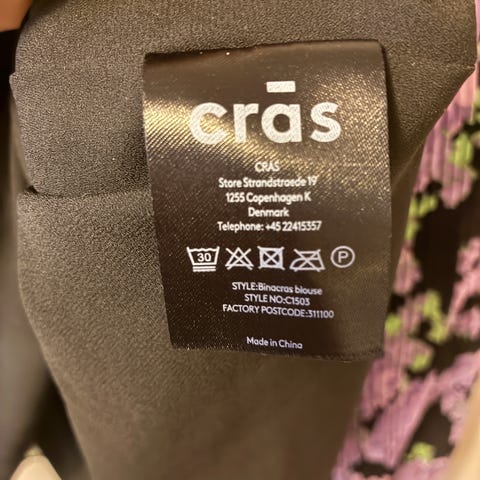 crās
CRAS
Store Strandstraede 19
1255 Copenhagen K
Denmark
Telephone: +45 22415357
30 P
STYLE:Binacras blouse
STYLE NO:C1503
FACTORY POSTCODE:311100
Made in China